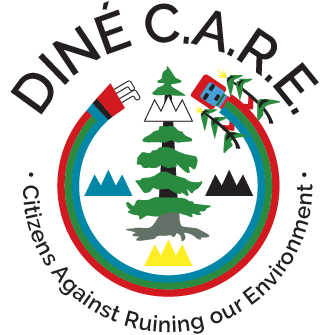 DINÉ C.A.R.E.
• Citizens Against Ruining our Environment •